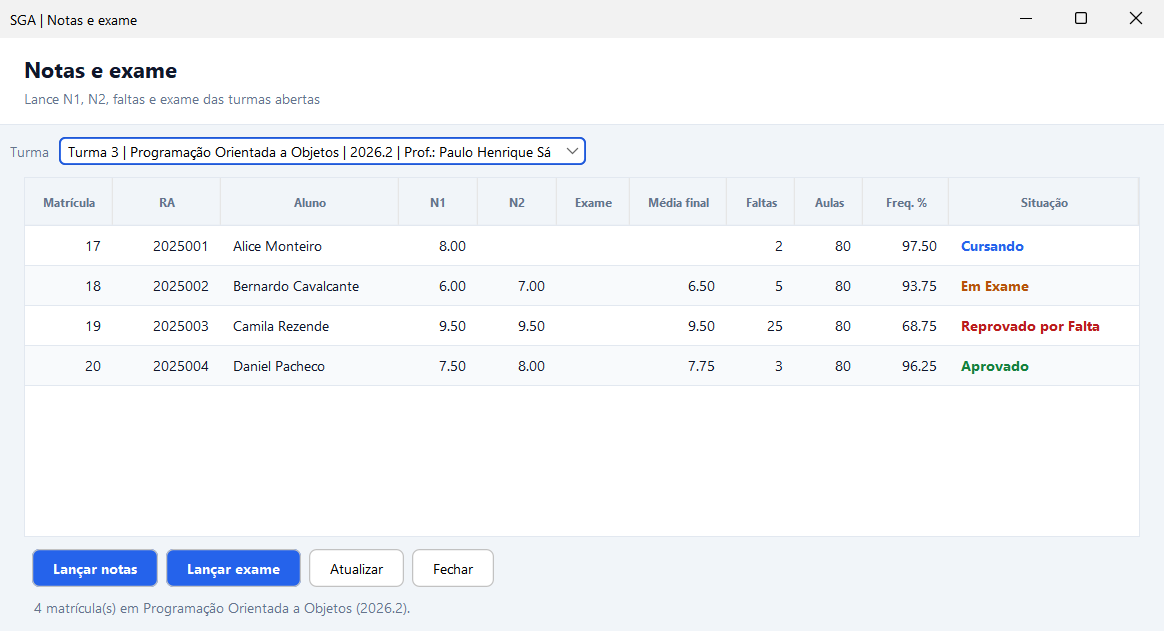 SGA | Notas e exame
Notas e exame
Lance N1, N2, faltas e exame das turmas abertas
Turma Turma 3 | Programação Orientada a Objetos | 2026.2 | Prof.: Paulo Henrique Sá
Matrícula RA Aluno N1 N2 Exame Média final Faltas Aulas Freq. % Situação
17 2025001 Alice Monteiro 8.00 2 80 97.50 Cursando
18 2025002 Bernardo Cavalcante 6.00 7.00 6.50 5 80 93.75 Em Exame
19 2025003 Camila Rezende 9.50 9.50 9.50 25 80 68.75 Reprovado por Falta
20 2025004 Daniel Pacheco 7.50 8.00 7.75 3 80 96.25 Aprovado
Lançar notas Lançar exame Atualizar Fechar
4 matrícula(s) em Programação Orientada a Objetos (2026.2).